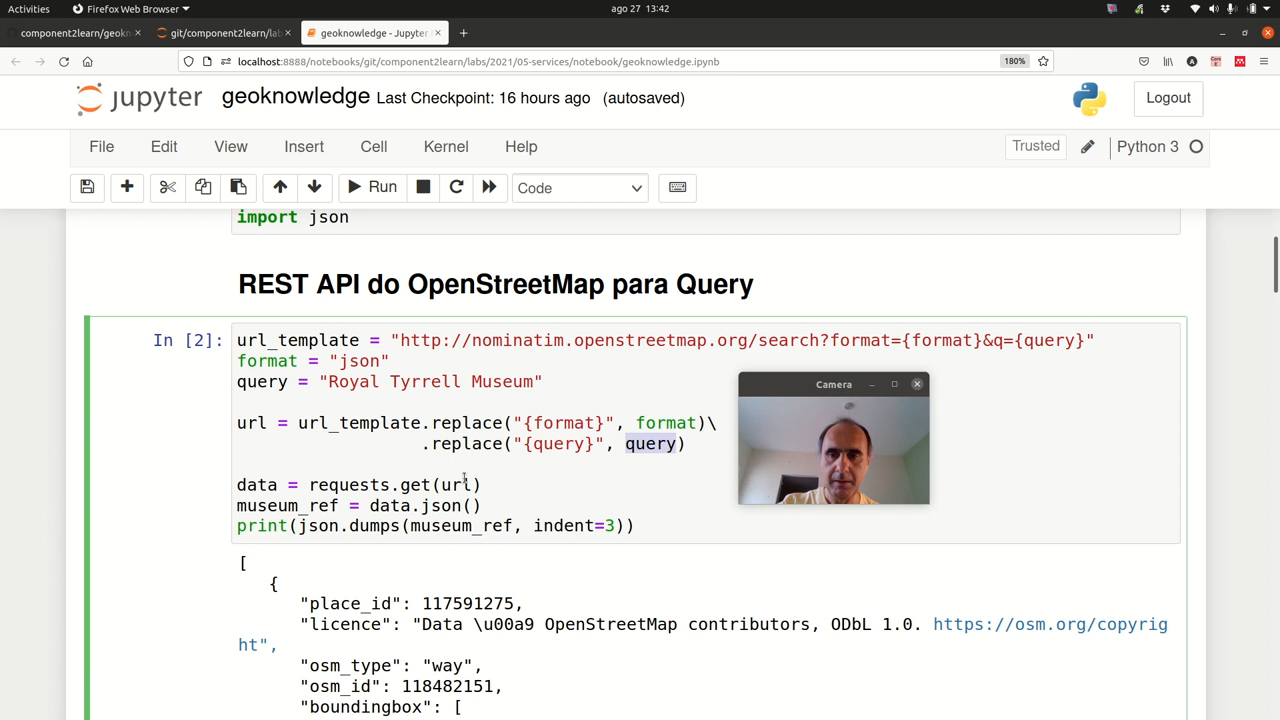 Activities
Firefox Web Browser
ago 27 13:42
component2learn/geokn
git/component2learn/lab
geoknowledge - Jupyter
localhost:8888/notebooks/git/component2learn/labs/2021/05-services/notebook/geoknowledge.ipynb
180%
jupyter
geoknowledge
Last Checkpoint: 16 hours ago (autosaved)
Logout
File Edit View Insert Cell Kernel Help
Trusted
Python 3
Run
Code
import json
REST API do OpenStreetMap para Query
In [2]:
url_template = "http://nominatim.openstreetmap.org/search?format={format}&q={query}"
format = "json"
query = "Royal Tyrrell Museum"
url = url_template.replace("{format}", format)\
.replace("{query}", query)
data = requests.get(url)
museum_ref = data.json()
print(json.dumps(museum_ref, indent=3))
Camera
[
{
"place_id": 117591275,
"licence": "Data \u00a9 OpenStreetMap contributors, ODbL 1.0. https://osm.org/copyrig
ht",
"osm_type": "way",
"osm_id": 118482151,
"boundingbox": [